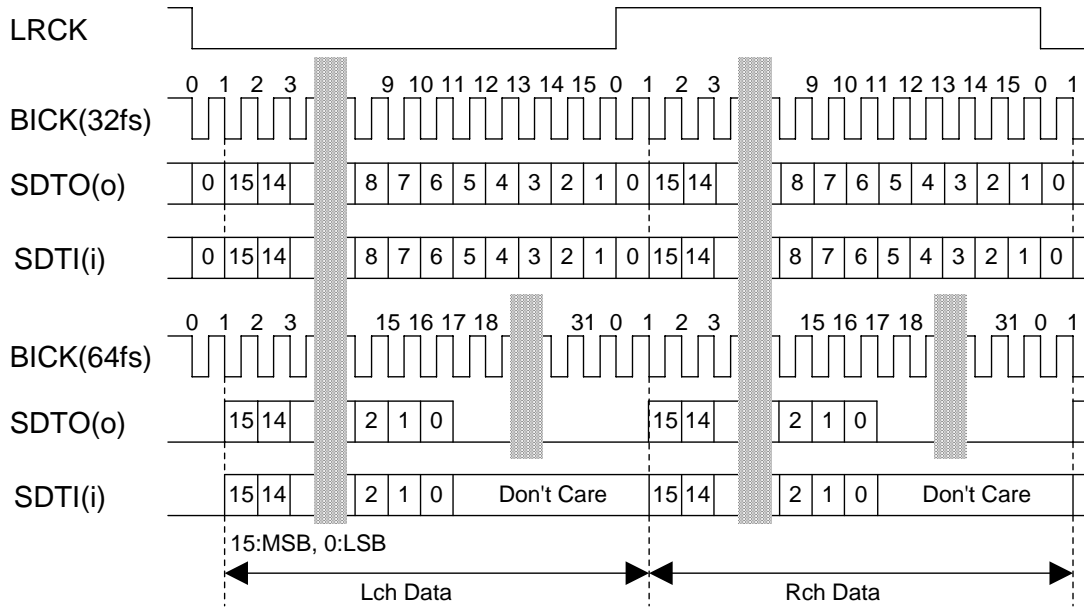 LRCK
0 1 2 3 9 10 11 12 13 14 15 0 1 2 3 9 10 11 12 13 14 15 0 1
BICK(32fs)
SDTO(o) 0 15 14 8 7 6 5 4 3 2 1 0 15 14 8 7 6 5 4 3 2 1 0
SDTI(i) 0 15 14 8 7 6 5 4 3 2 1 0 15 14 8 7 6 5 4 3 2 1 0
0 1 2 3 15 16 17 18 31 0 1 2 3 15 16 17 18 31 0 1
BICK(64fs)
SDTO(o) 15 14 2 1 0 15 14 2 1 0
SDTI(i) 15 14 2 1 0 Don't Care 15 14 2 1 0 Don't Care
15:MSB, 0:LSB
Lch Data Rch Data